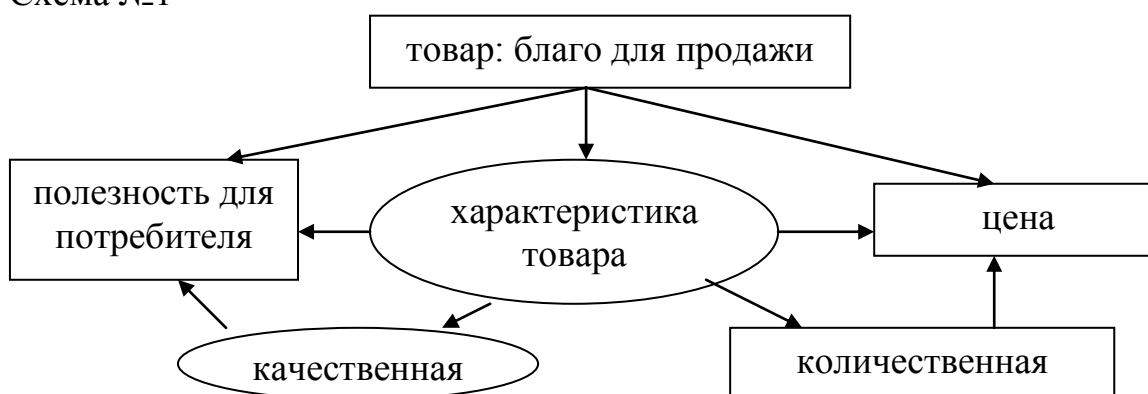 Схема №1
товар: благо для продажи
полезность для
потребителя
характеристика
товара
цена
качественная
количественная